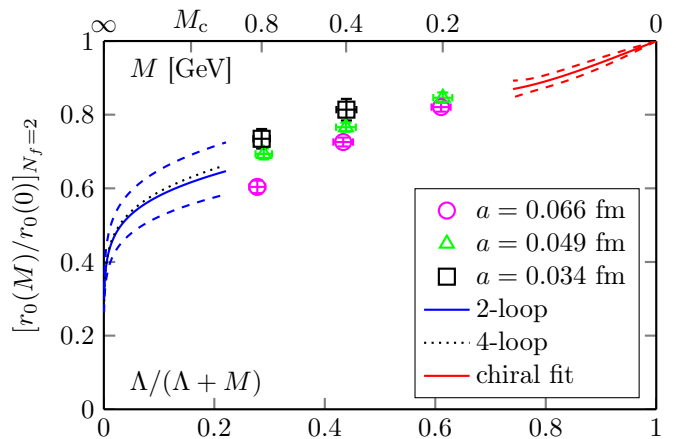 ∞ M_c 0.8 0.4 0.2 0
M [GeV]
1
0.8
0.6
0.4
0.2
0
[r_0(M)/r_0(0)]_{N_f=2}
a = 0.066 fm
a = 0.049 fm
a = 0.034 fm
2-loop
4-loop
chiral fit
Λ/(Λ + M)
0 0.2 0.4 0.6 0.8 1